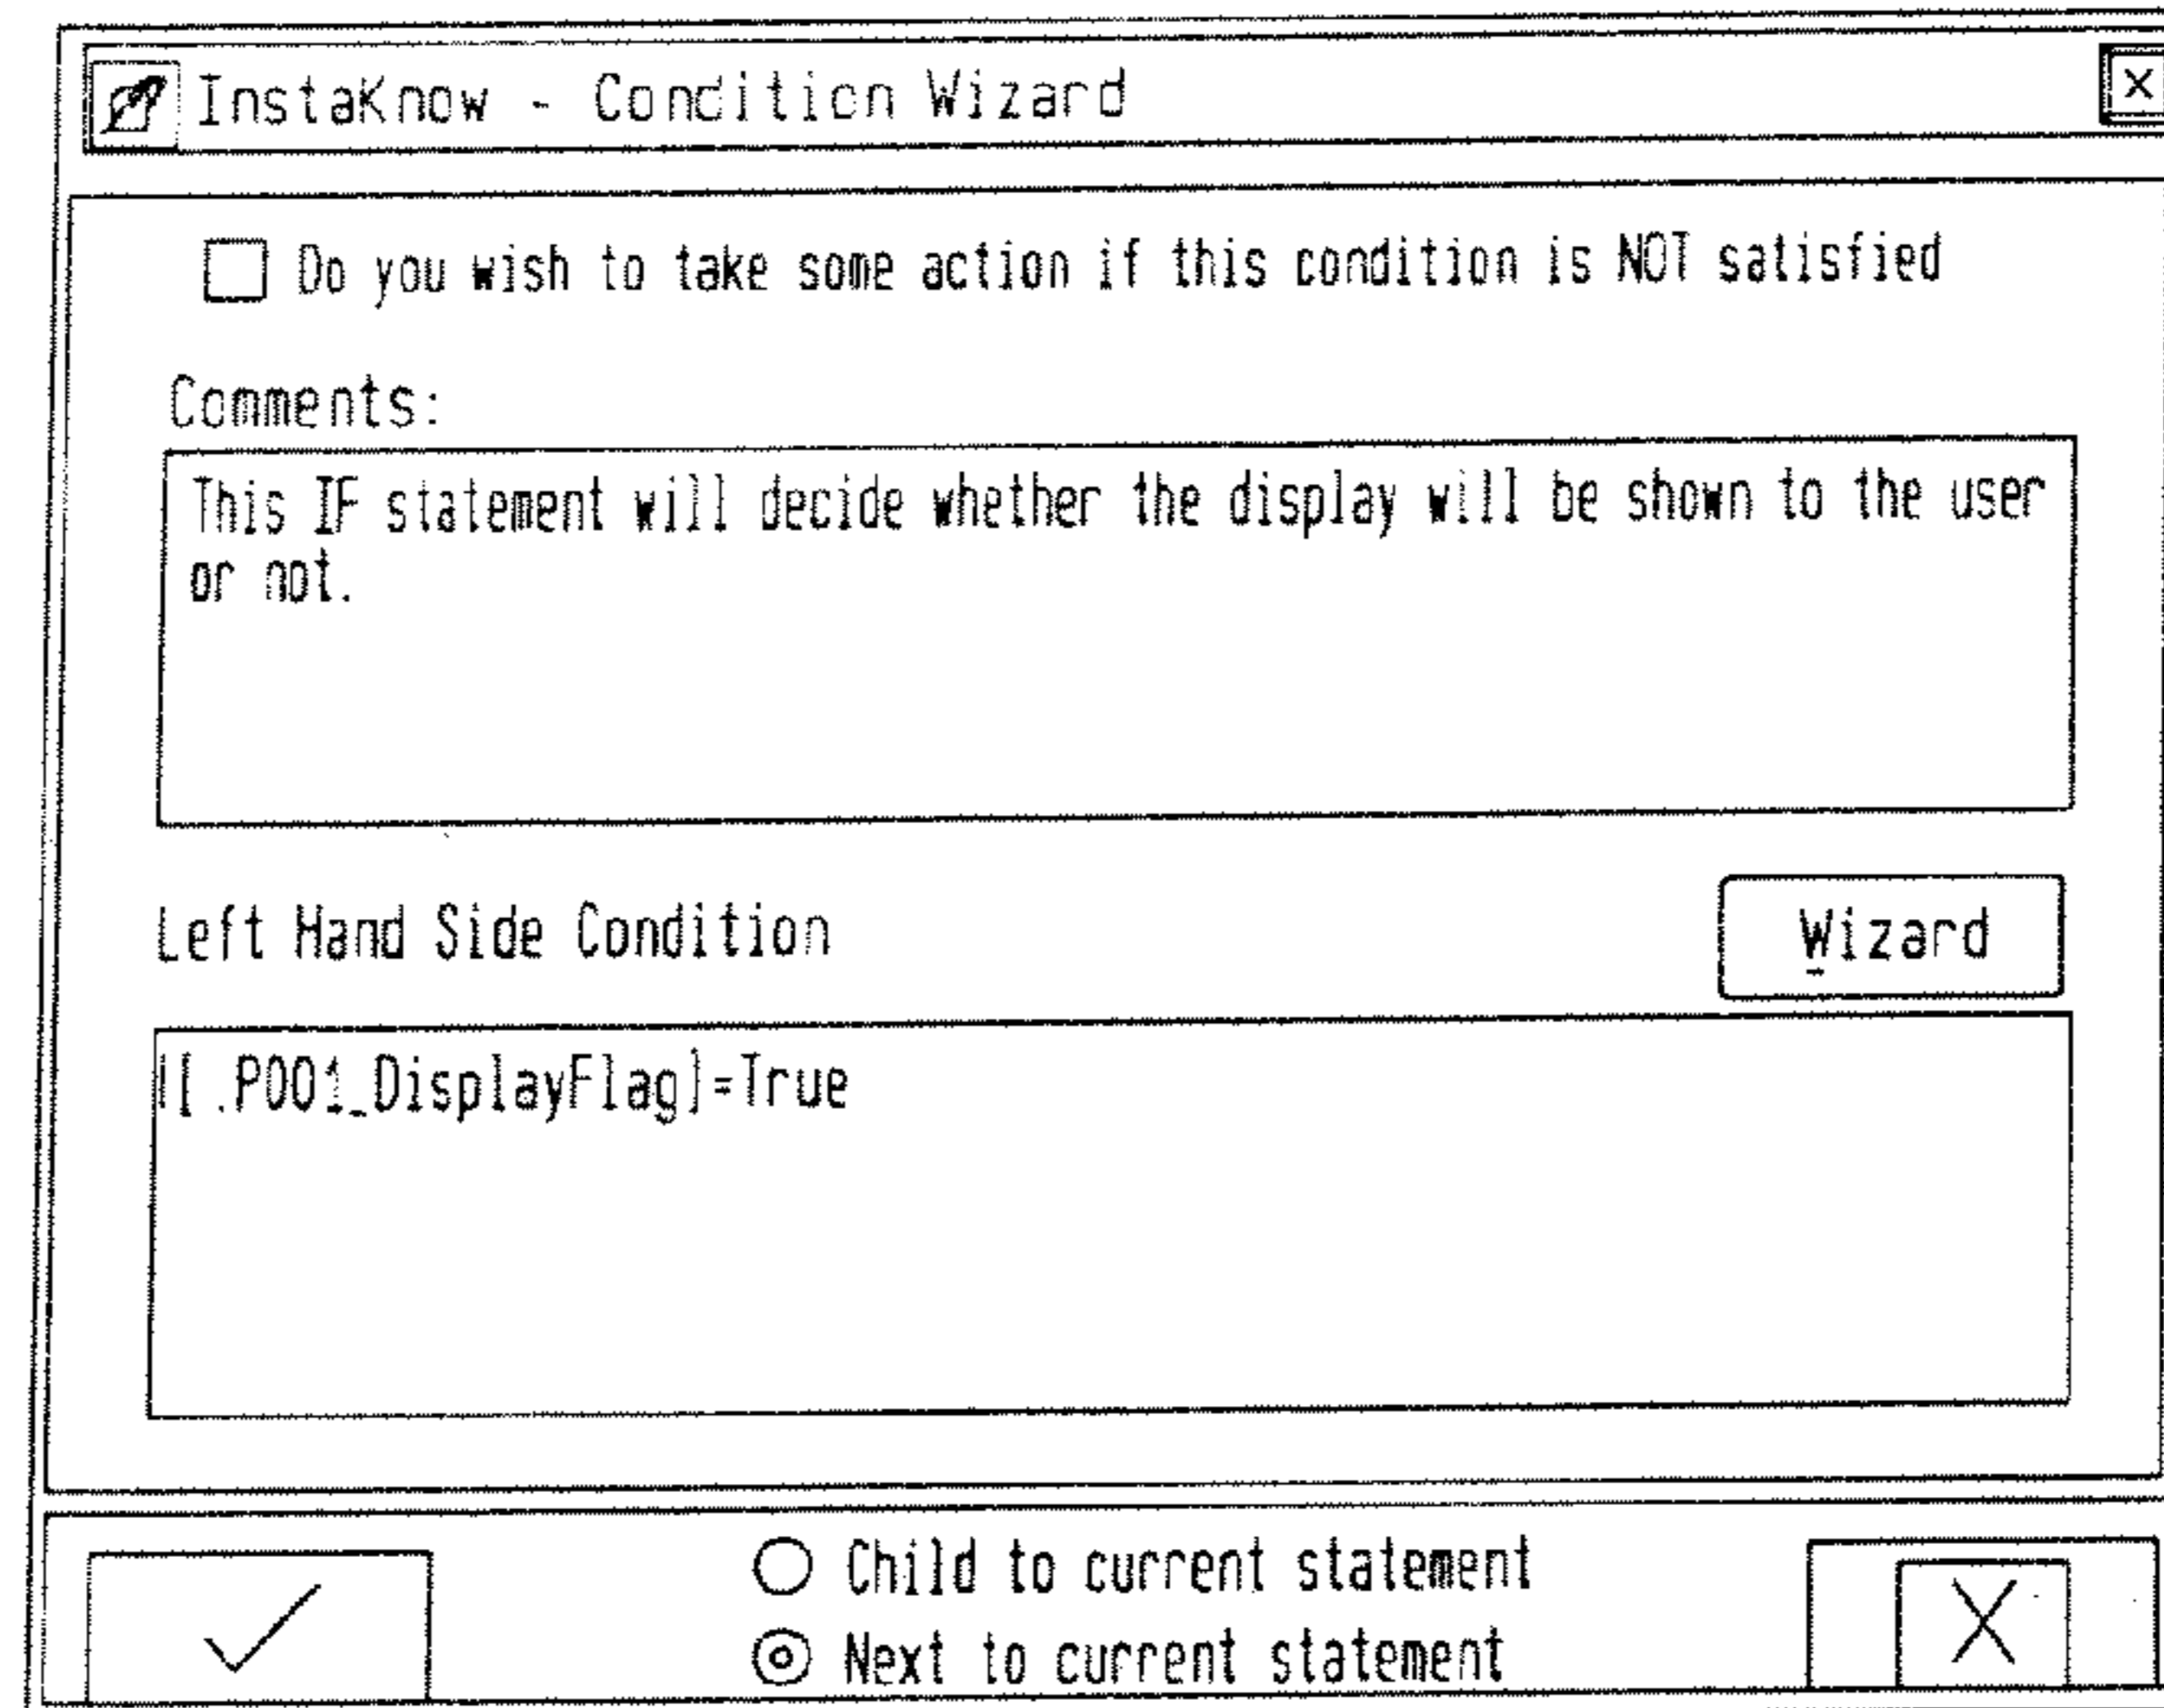 InstaKnow - Condition Wizard
Do you wish to take some action if this condition is NOT satisfied
Comments:
This IF statement will decide whether the display will be shown to the user
or not.
Left Hand Side Condition
Wizard
![.P001_DisplayFlag]=True
Child to current statement
Next to current statement